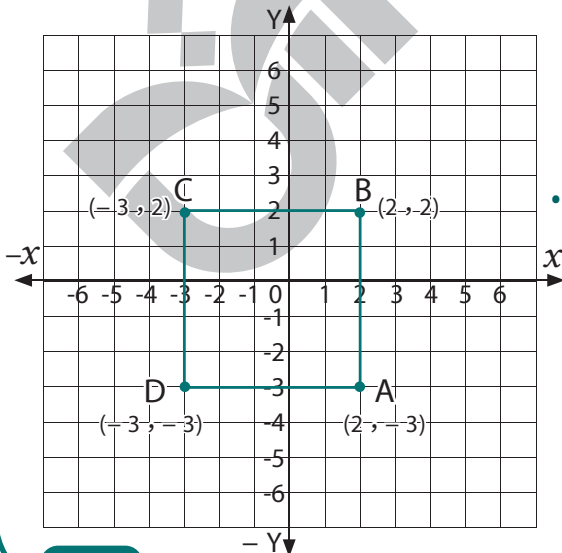 Y
6
5
4
3
C B
(– 3 , 2) 2 (2 , 2)
1
–x x
-6 -5 -4 -3 -2 -1 0 1 2 3 4 5 6
-1
-2
D -3 A
(– 3 , – 3) -4 (2 , – 3)
-5
-6
– Y